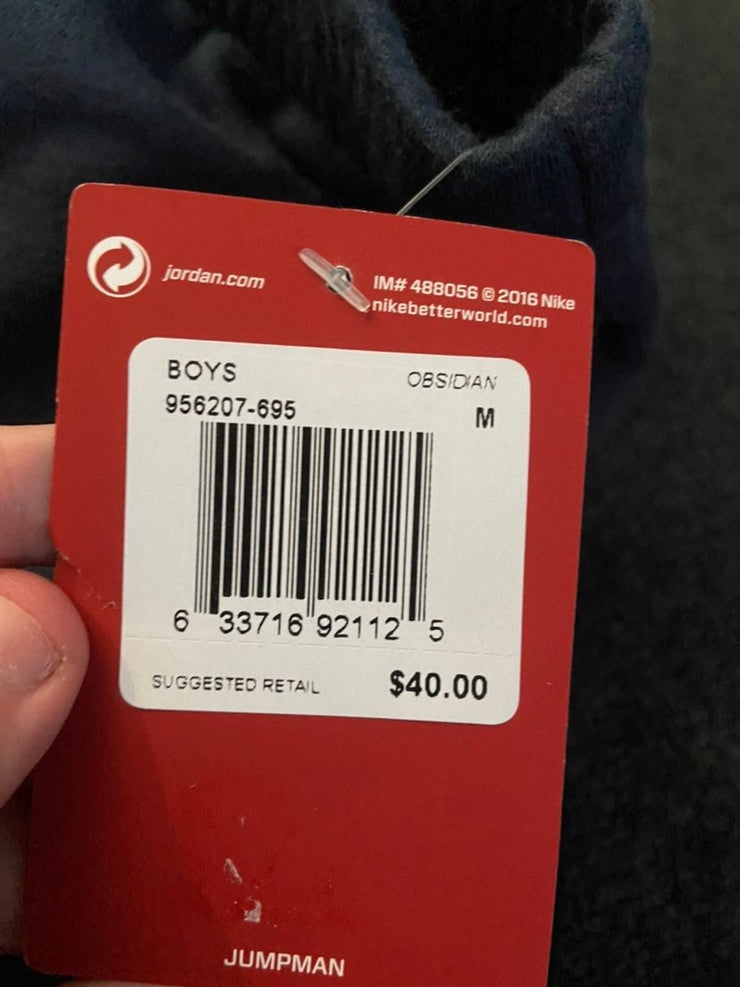 jordan.com
IM# 488056 © 2016 Nike
nikebetterworld.com
BOYS
OBSIDIAN
956207-695
M
6 33716 92112 5
SUGGESTED RETAIL
$40.00
JUMPMAN